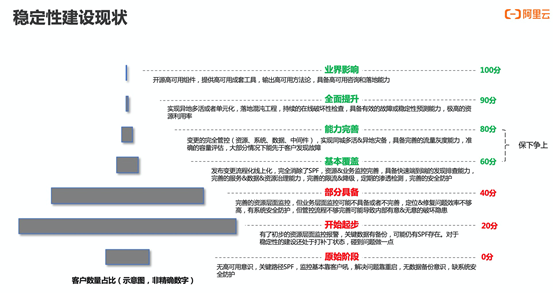 稳定性建设现状
阿里云
业界影响
100分
开源高可用组件，提供高可用成套工具，输出高可用方法论，具备高可用咨询和落地能力
全面提升
90分
实现异地多活或者单元化，落地混沌工程，持续的在线破坏性检查，具备有效的故障或稳定性预测能力，极高的资
源利用率
能力完善
80分
变更的完全管控（资源、系统、数据、中间件），实现同城多活&异地灾备，具备完善的流量灰度能力，准
确的容量评估，大部分情况下能先于客户发现故障
保下争上
基本覆盖
60分
发布变更流程化线上化，完全消除了SPF，资源&业务监控完善，具备快速端到端的发现排查能力，
完善的服务&数据&资源治理能力，完善的限流&降级，定期的渗透检测，完善的安全防护
部分具备
40分
完善的资源层面监控，但业务层面监控可能不具备或者不完善，定位&修复问题效率不够
高，有系统安全防护，但管控流程不够完善可能导致内部有意&无意的破坏隐患
开始起步
20分
有了初步的资源层面监控报警，关键数据有备份，可能仍有SPF存在。对于
稳定性的建设还处于打补丁状态，碰到问题做一点
原始阶段
0分
无高可用意识，关键路径SPF，监控基本靠客户吼，解决问题靠重启，无数据备份意识，缺系统安
全防护
客户数量占比（示意图，非精确数字）